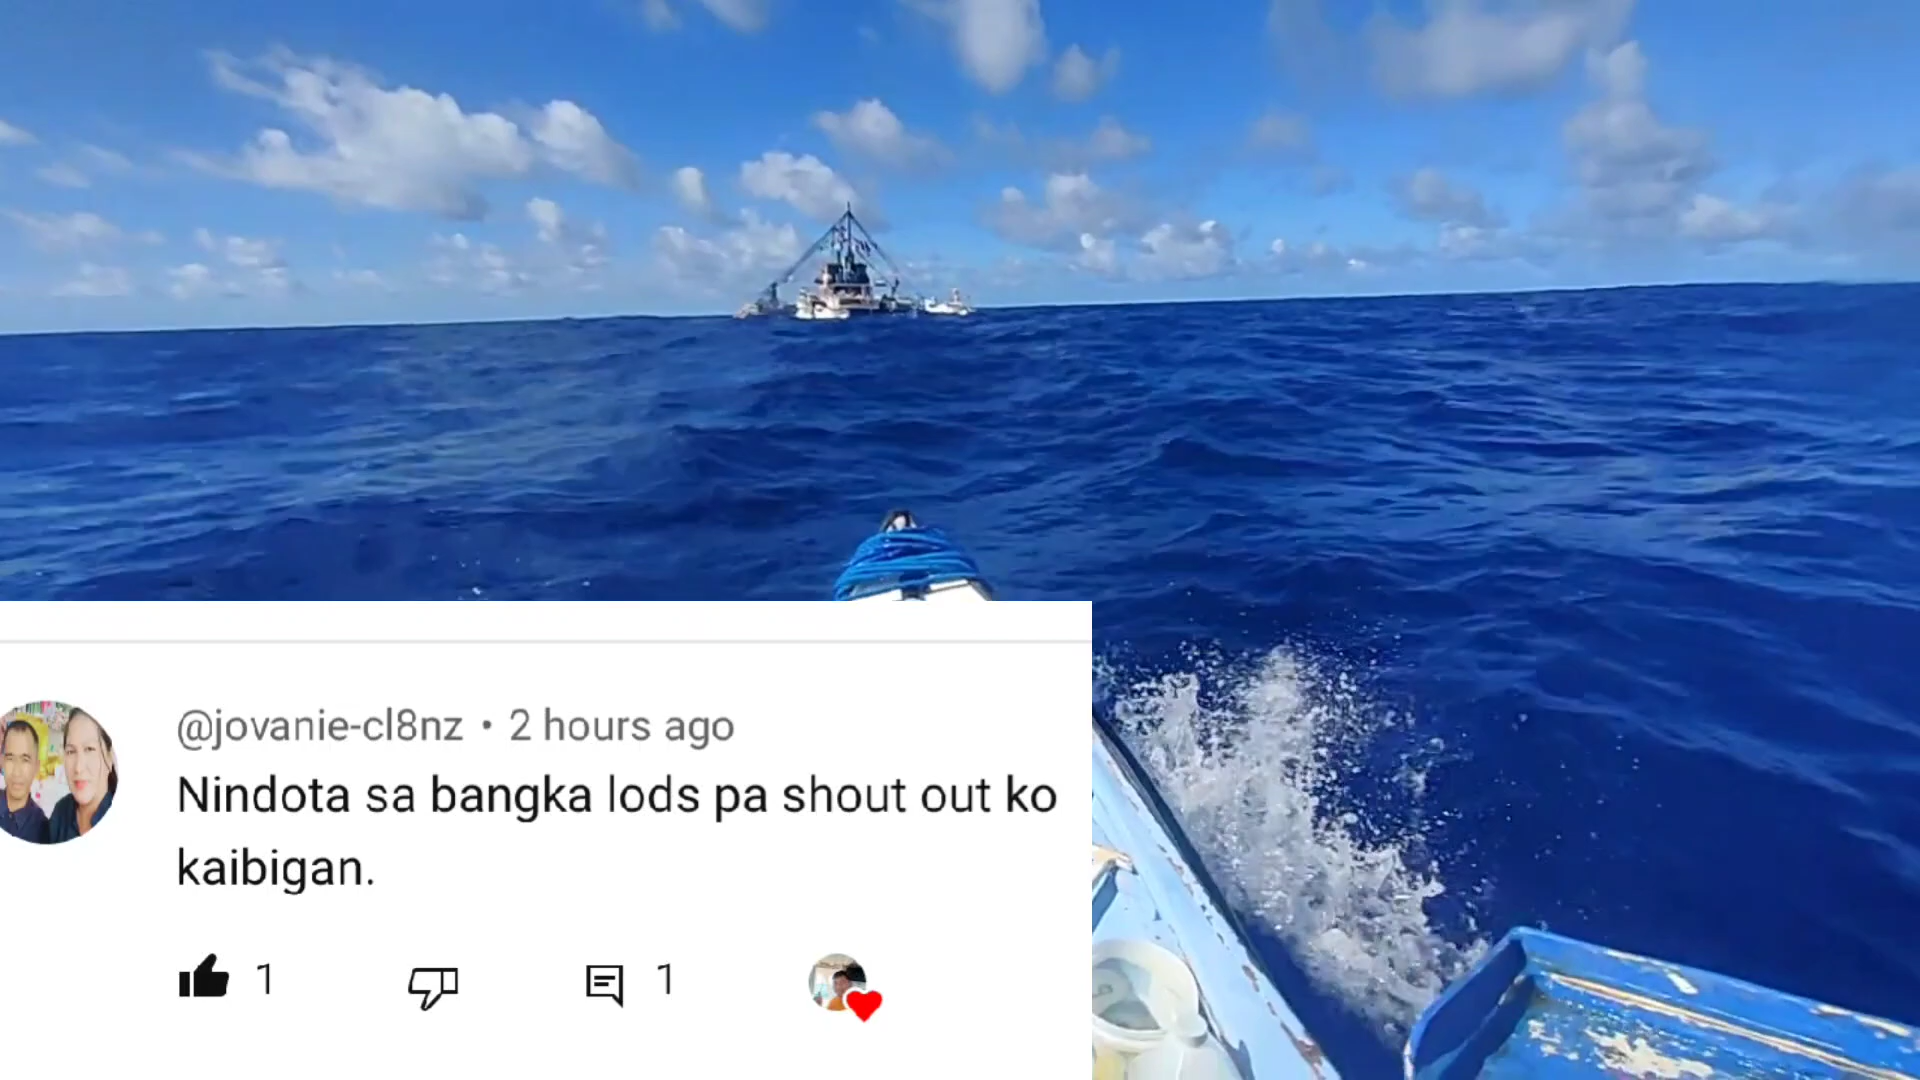 @jovanie-cl8nz • 2 hours ago
Nindota sa bangka lods pa shout out ko
kaibigan.
1 1